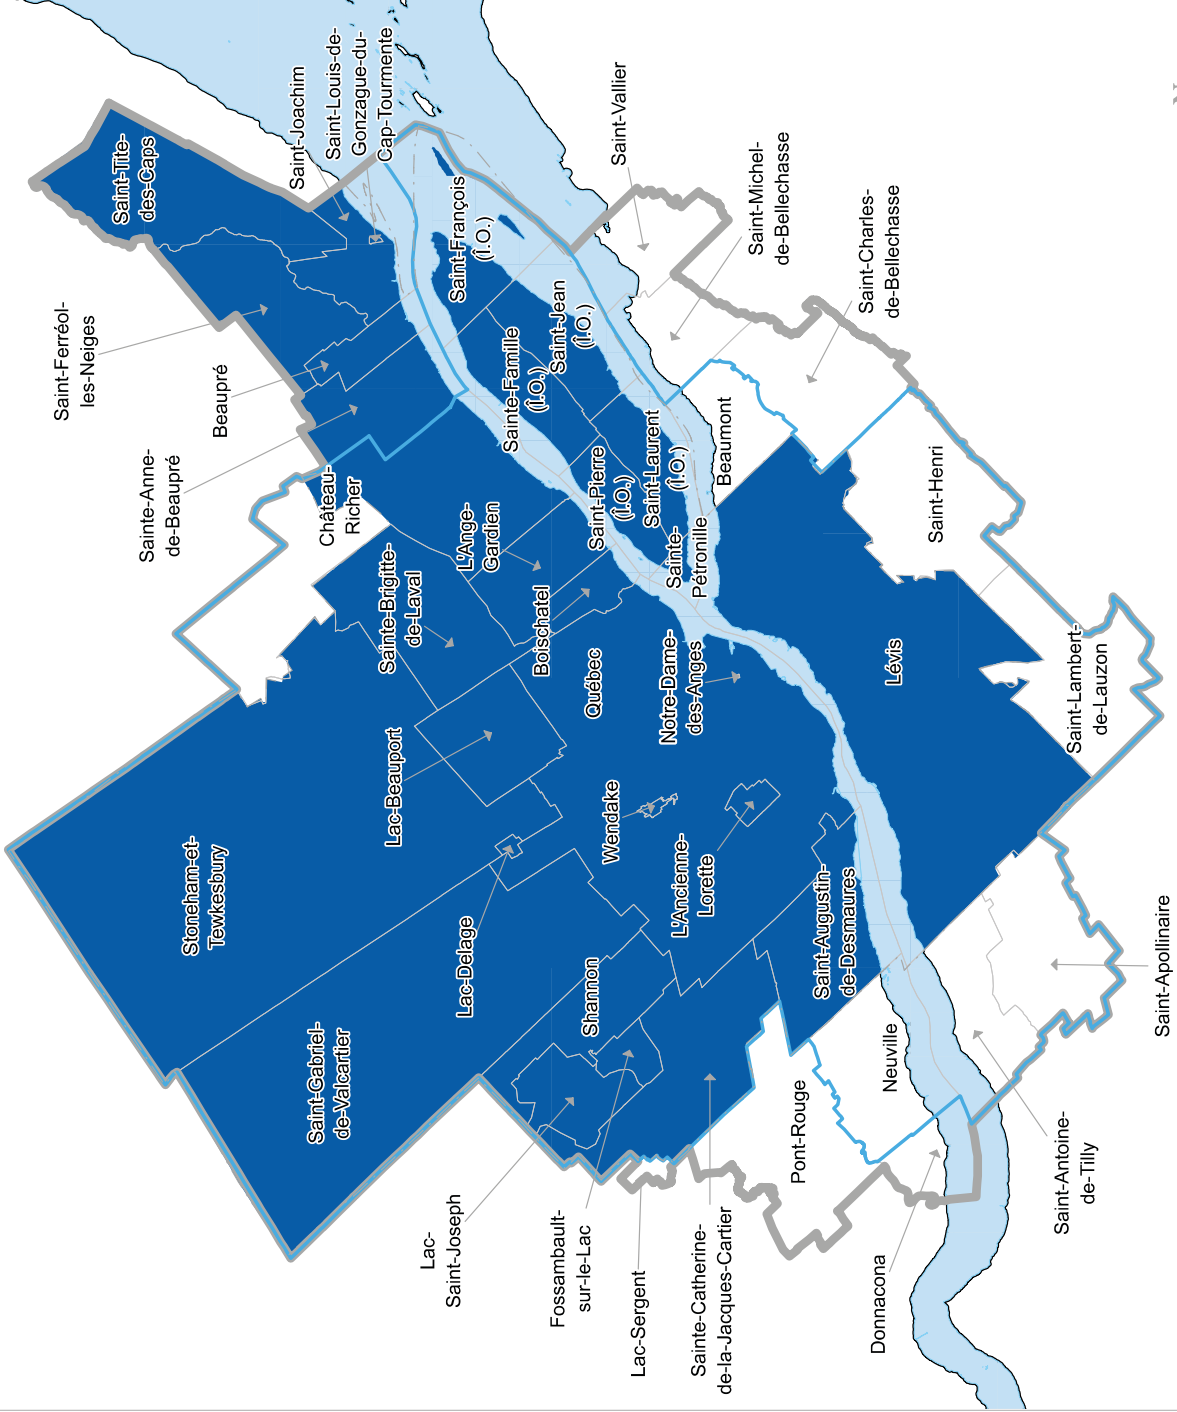 Saint-Tite-
des-Caps
Saint-Joachim
Saint-Louis-de-
Gonzague-du-
Cap-Tourmente
Saint-Vallier
Saint-Michel-
de-Bellechasse
Saint-Charles-
de-Bellechasse
Saint-Ferréol-
les-Neiges
Beaupré
Sainte-Anne-
de-Beaupré
Saint-François
(Î.O.)
Saint-Jean
(Î.O.)
Sainte-Famille
(Î.O.)
Saint-Laurent
(Î.O.)
Saint-Pierre
(Î.O.)
Beaumont
Saint-Henri
Château-
Richer
L'Ange-
Gardien
Sainte-
Pétronille
Sainte-Brigitte-
de-Laval
Boischatel
Québec
Notre-Dame-
des-Anges
Lévis
Saint-Lambert-
de-Lauzon
Lac-Beauport
Wendake
Stoneham-et-
Tewkesbury
L'Ancienne-
Lorette
Saint-Augustin-
de-Desmaures
Lac-Delage
Shannon
Saint-Apollinaire
Saint-Gabriel-
de-Valcartier
Neuville
Pont-Rouge
Saint-Antoine-
de-Tilly
Lac-
Saint-Joseph
Fossambault-
sur-le-Lac
Lac-Sergent
Sainte-Catherine-
de-la-Jacques-Cartier
Donnacona